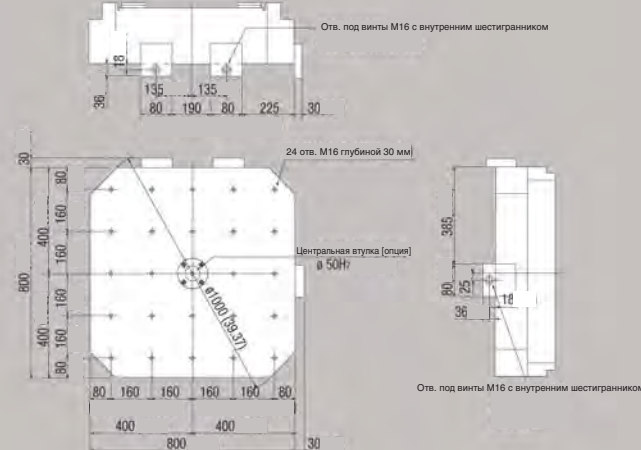 Отв. под винты М16 с внутренним шестигранником
18
36
135 135
80 190 80 225 30
24 отв. М16 глубиной 30 мм
30
80
160
400
160
800
160
400
160
80
Центральная втулка [опция]
ø 50H7
ø1000 (39.37)
80 160 160 160 160 80
400 400
800 30
385
80
25
18
36
Отв. под винты М16 с внутренним шестигранником